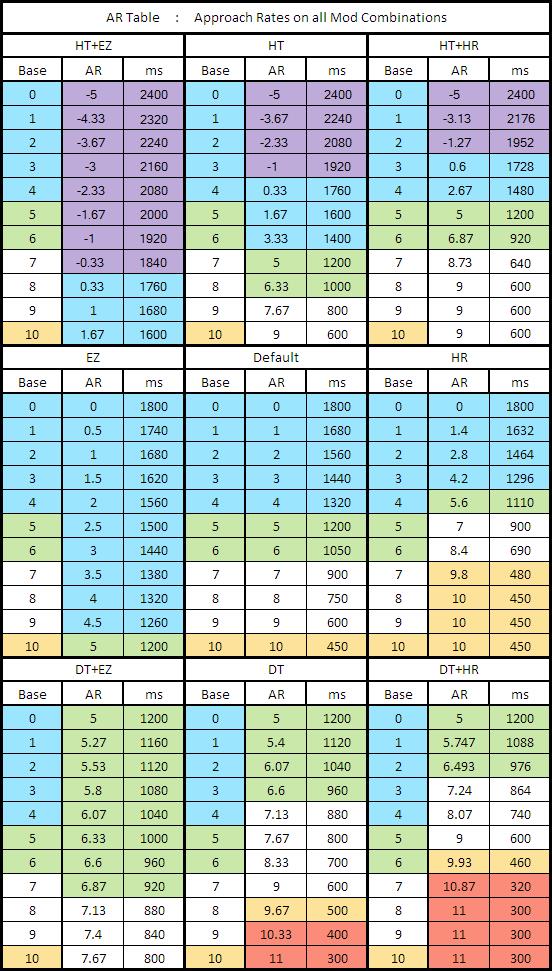 AR Table : Approach Rates on all Mod Combinations
HT+EZ HT HT+HR
Base AR ms Base AR ms Base AR ms
0 -5 2400 0 -5 2400 0 -5 2400
1 -4.33 2320 1 -3.67 2240 1 -3.13 2176
2 -3.67 2240 2 -2.33 2080 2 -1.27 1952
3 -3 2160 3 -1 1920 3 0.6 1728
4 -2.33 2080 4 0.33 1760 4 2.67 1480
5 -1.67 2000 5 1.67 1600 5 5 1200
6 -1 1920 6 3.33 1400 6 6.87 920
7 -0.33 1840 7 5 1200 7 8.73 640
8 0.33 1760 8 6.33 1000 8 9 600
9 1 1680 9 7.67 800 9 9 600
10 1.67 1600 10 9 600 10 9 600
EZ Default HR
Base AR ms Base AR ms Base AR ms
0 0 1800 0 0 1800 0 0 1800
1 0.5 1740 1 1 1680 1 1.4 1632
2 1 1680 2 2 1560 2 2.8 1464
3 1.5 1620 3 3 1440 3 4.2 1296
4 2 1560 4 4 1320 4 5.6 1110
5 2.5 1500 5 5 1200 5 7 900
6 3 1440 6 6 1050 6 8.4 690
7 3.5 1380 7 7 900 7 9.8 480
8 4 1320 8 8 750 8 10 450
9 4.5 1260 9 9 600 9 10 450
10 5 1200 10 10 450 10 10 450
DT+EZ DT DT+HR
Base AR ms Base AR ms Base AR ms
0 5 1200 0 5 1200 0 5 1200
1 5.27 1160 1 5.4 1120 1 5.747 1088
2 5.53 1120 2 6.07 1040 2 6.493 976
3 5.8 1080 3 6.6 960 3 7.24 864
4 6.07 1040 4 7.13 880 4 8.07 740
5 6.33 1000 5 7.67 800 5 9 600
6 6.6 960 6 8.33 700 6 9.93 460
7 6.87 920 7 9 600 7 10.87 320
8 7.13 880 8 9.67 500 8 11 300
9 7.4 840 9 10.33 400 9 11 300
10 7.67 800 10 11 300 10 11 300